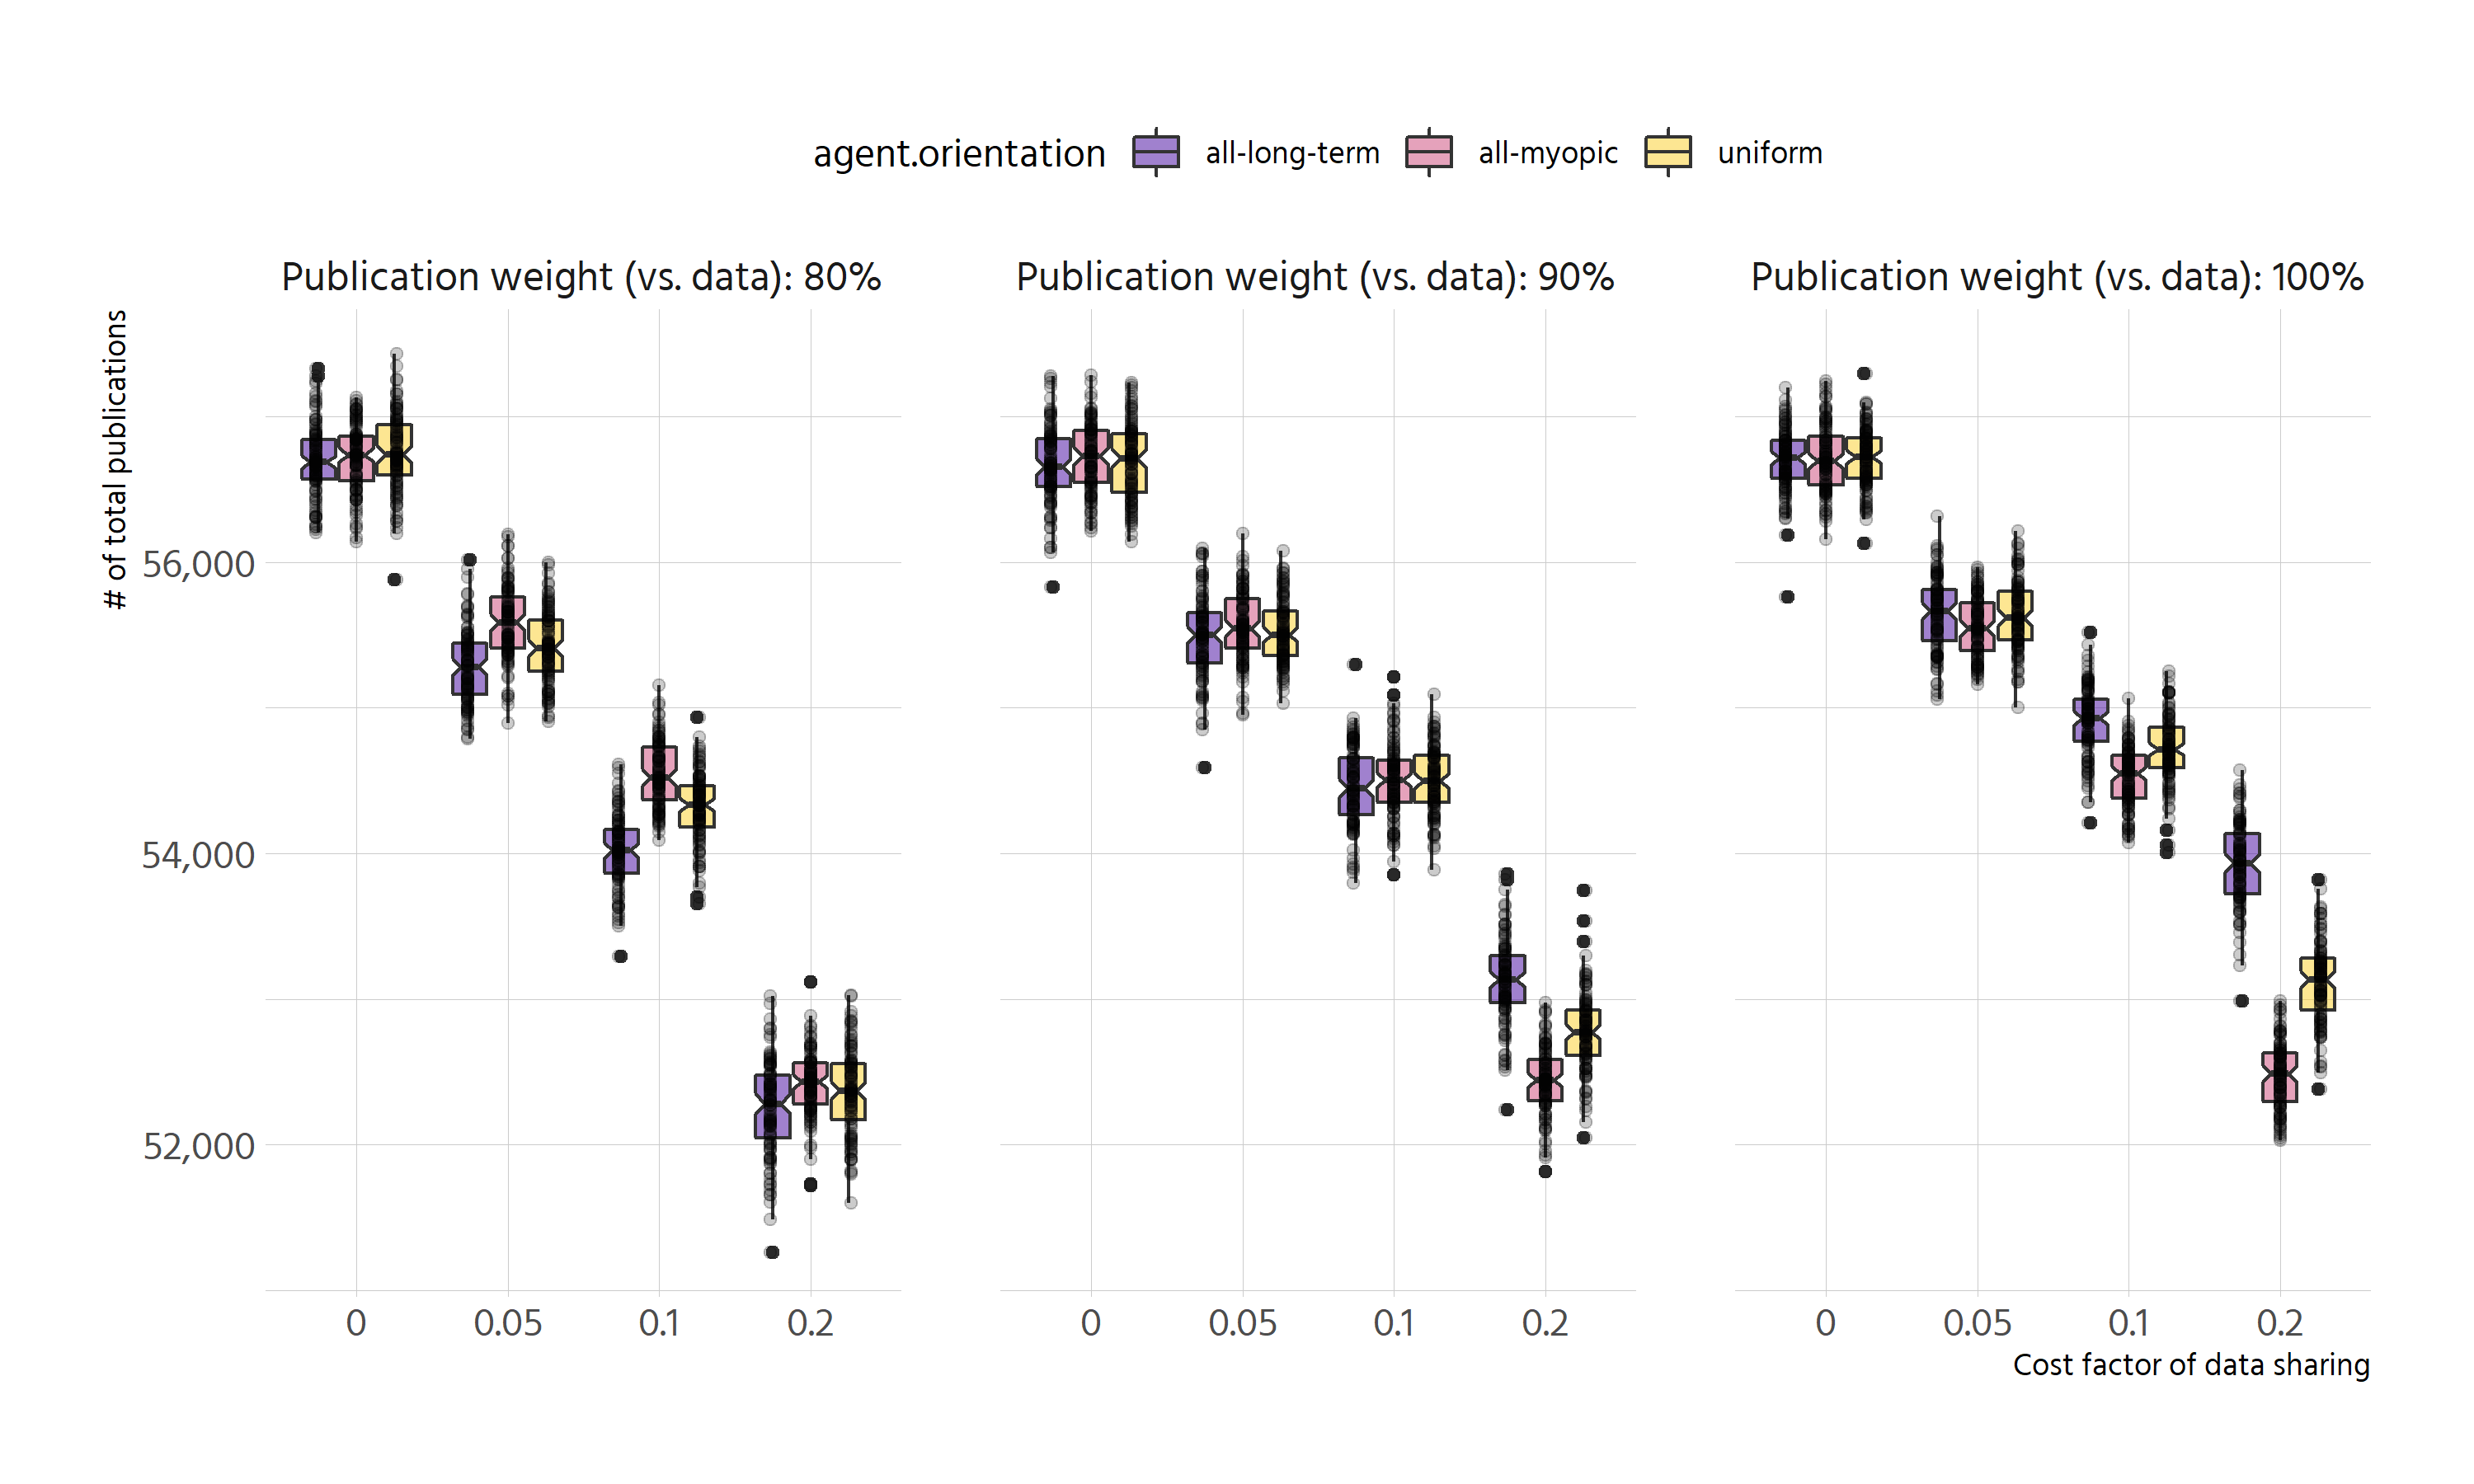 agent.orientation all-long-term all-myopic uniform
Publication weight (vs. data): 80% Publication weight (vs. data): 90% Publication weight (vs. data): 100%
# of total publications
56,000
54,000
52,000
0 0.05 0.1 0.2 0 0.05 0.1 0.2 0 0.05 0.1 0.2
Cost factor of data sharing